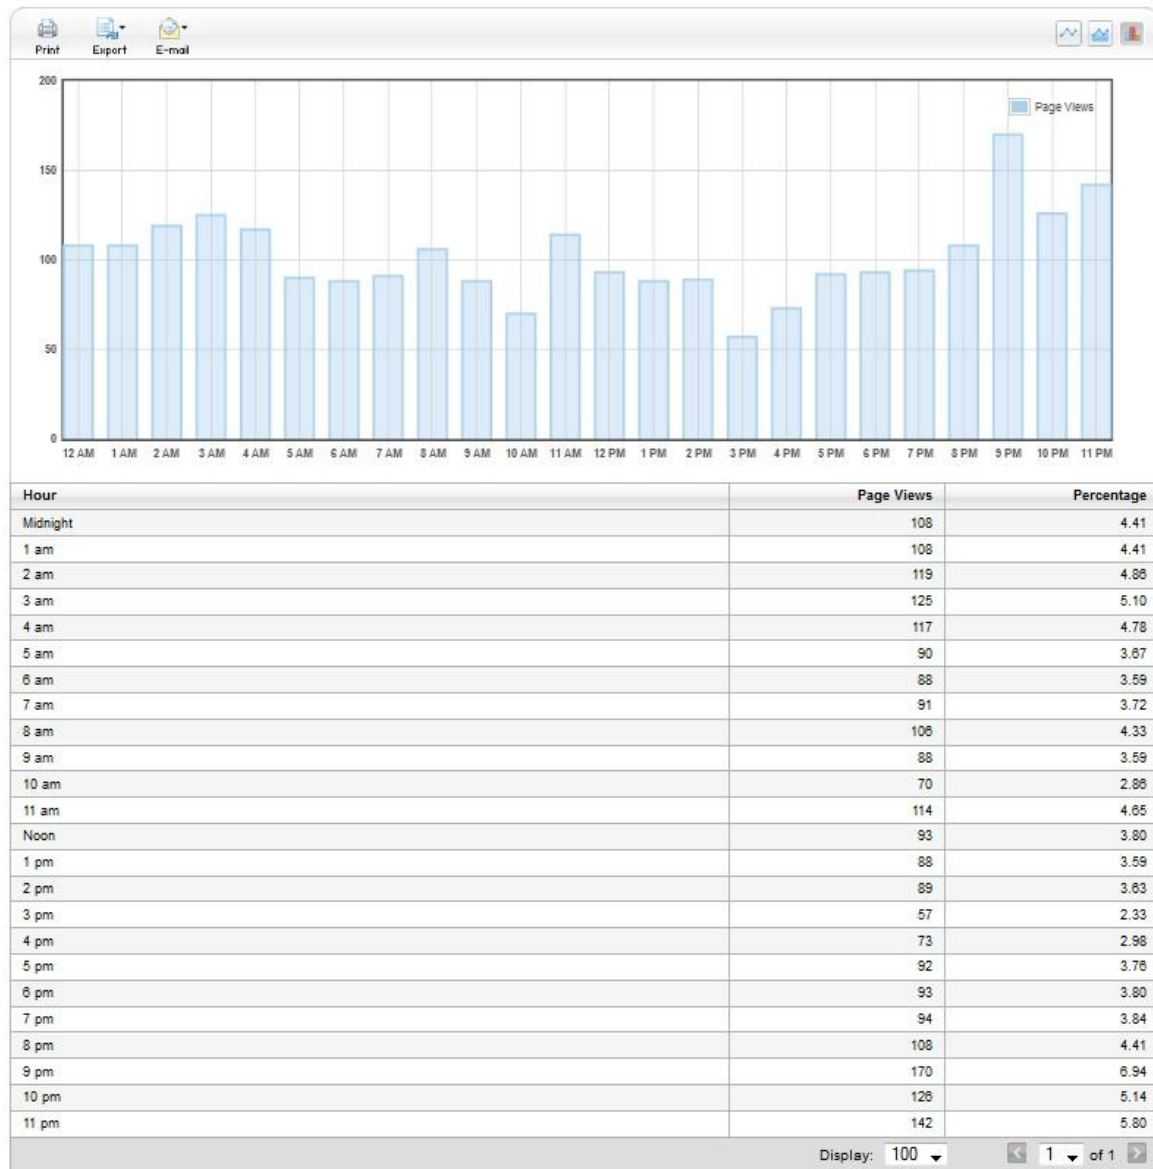 Print Export E-mail
200
Page Views
150
100
50
0
12 AM 1 AM 2 AM 3 AM 4 AM 5 AM 6 AM 7 AM 8 AM 9 AM 10 AM 11 AM 12 PM 1 PM 2 PM 3 PM 4 PM 5 PM 6 PM 7 PM 8 PM 9 PM 10 PM 11 PM
Hour Page Views Percentage
Midnight 108 4.41
1 am 108 4.41
2 am 119 4.86
3 am 125 5.10
4 am 117 4.78
5 am 90 3.67
6 am 88 3.59
7 am 91 3.72
8 am 106 4.33
9 am 88 3.59
10 am 70 2.86
11 am 114 4.65
Noon 93 3.80
1 pm 88 3.59
2 pm 89 3.63
3 pm 57 2.33
4 pm 73 2.98
5 pm 92 3.76
6 pm 93 3.80
7 pm 94 3.84
8 pm 108 4.41
9 pm 170 6.94
10 pm 126 5.14
11 pm 142 5.80
Display: 100 1 of 1